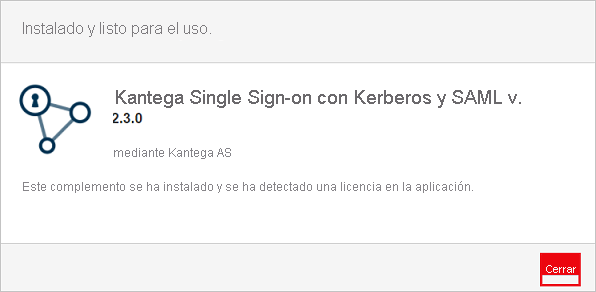 Instalado y listo para el uso.
Kantega Single Sign-on con Kerberos y SAML v.
2.3.0
mediante Kantega AS
Este complemento se ha instalado y se ha detectado una licencia en la aplicación.
Cerrar